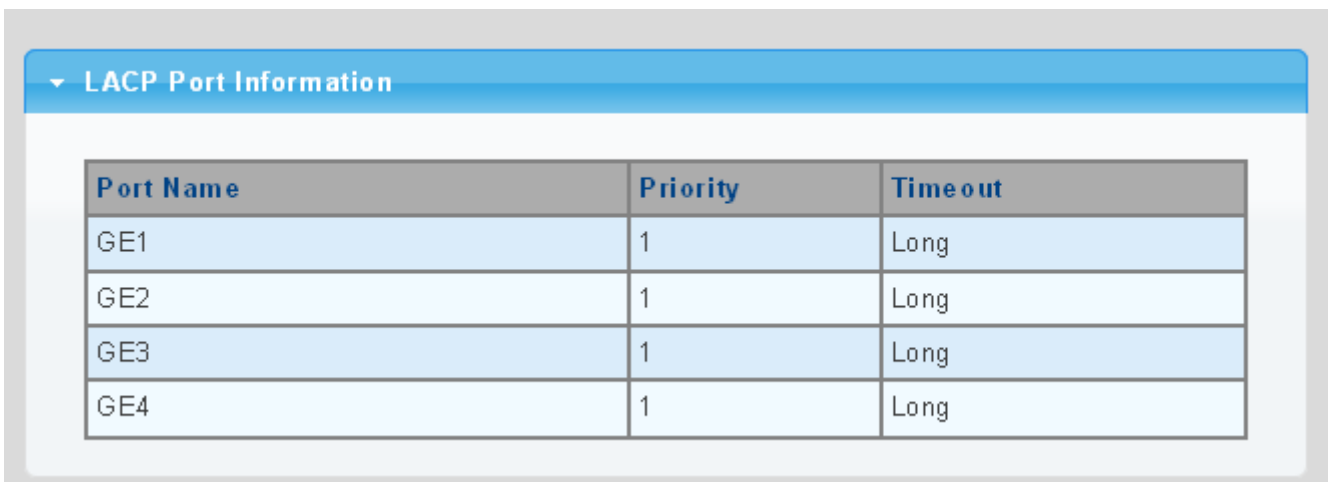 LACP Port Information
Port Name Priority Timeout
GE1 1 Long
GE2 1 Long
GE3 1 Long
GE4 1 Long